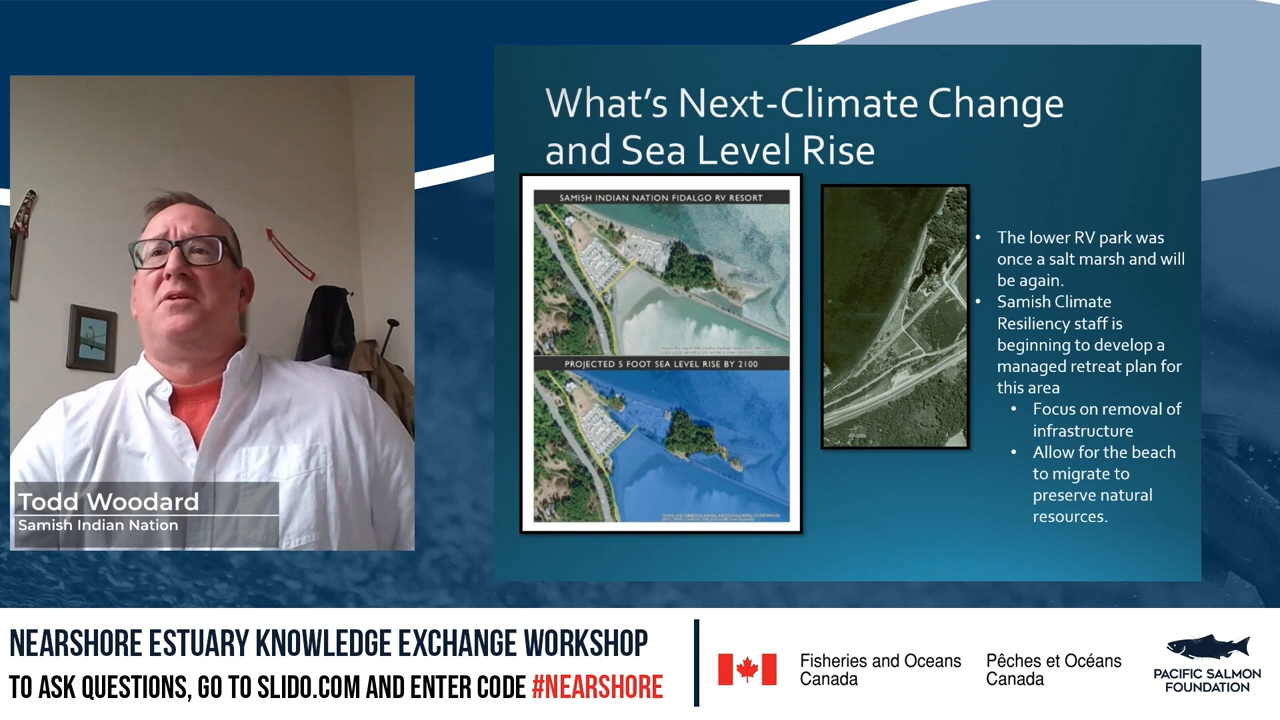 What's Next-Climate Change
and Sea Level Rise
SAMISH INDIAN NATION FIDALGO RV RESORT
PROJECTED 5 FOOT SEA LEVEL RISE BY 2100
• The lower RV park was
once a salt marsh and will
be again.
• Samish Climate
Resiliency staff is
beginning to develop a
managed retreat plan for
this area
• Focus on removal of
infrastructure
• Allow for the beach
to migrate to
preserve natural
resources.
Todd Woodard
Samish Indian Nation
NEARSHORE ESTUARY KNOWLEDGE EXCHANGE WORKSHOP
TO ASK QUESTIONS, GO TO SLIDO.COM AND ENTER CODE #NEARSHORE
Fisheries and Oceans
Canada
Pêches et Océans
Canada
PACIFIC SALMON
FOUNDATION